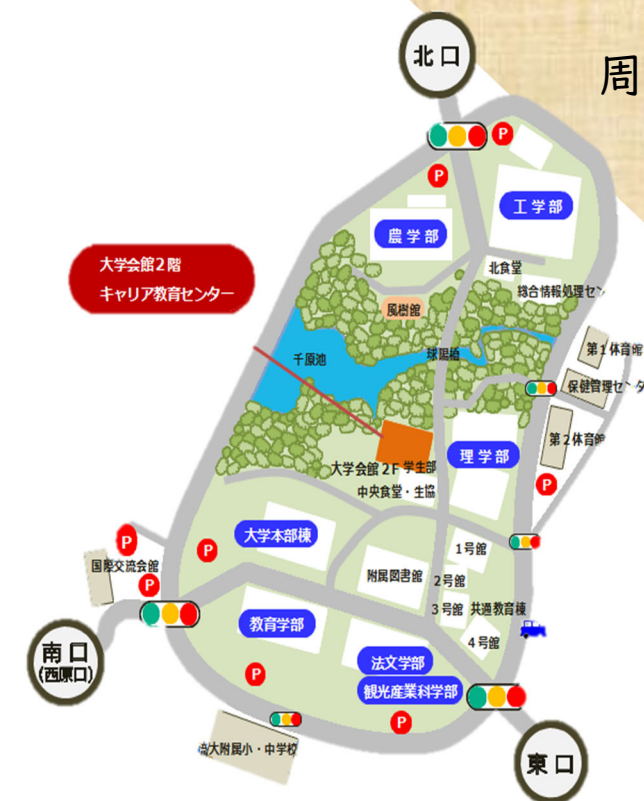 北口
周
P
P
工学部
農学部
大学会館2階
キャリア教育センター
北食堂
総合情報処理セン
風樹館
千原池
球陽橋
第1体育館
保健管理センタ
第2体育館
理学部
大学会館2F 学生部
中央食堂・生協
P
大学本部棟
P
P
国際交流会館
P
1号館
附属図書館
2号館
3号館 共通教育棟
4号館
教育学部
南口
(西原口)
法文学部
観光産業科学部
P
P
大附属小・中学校
東口